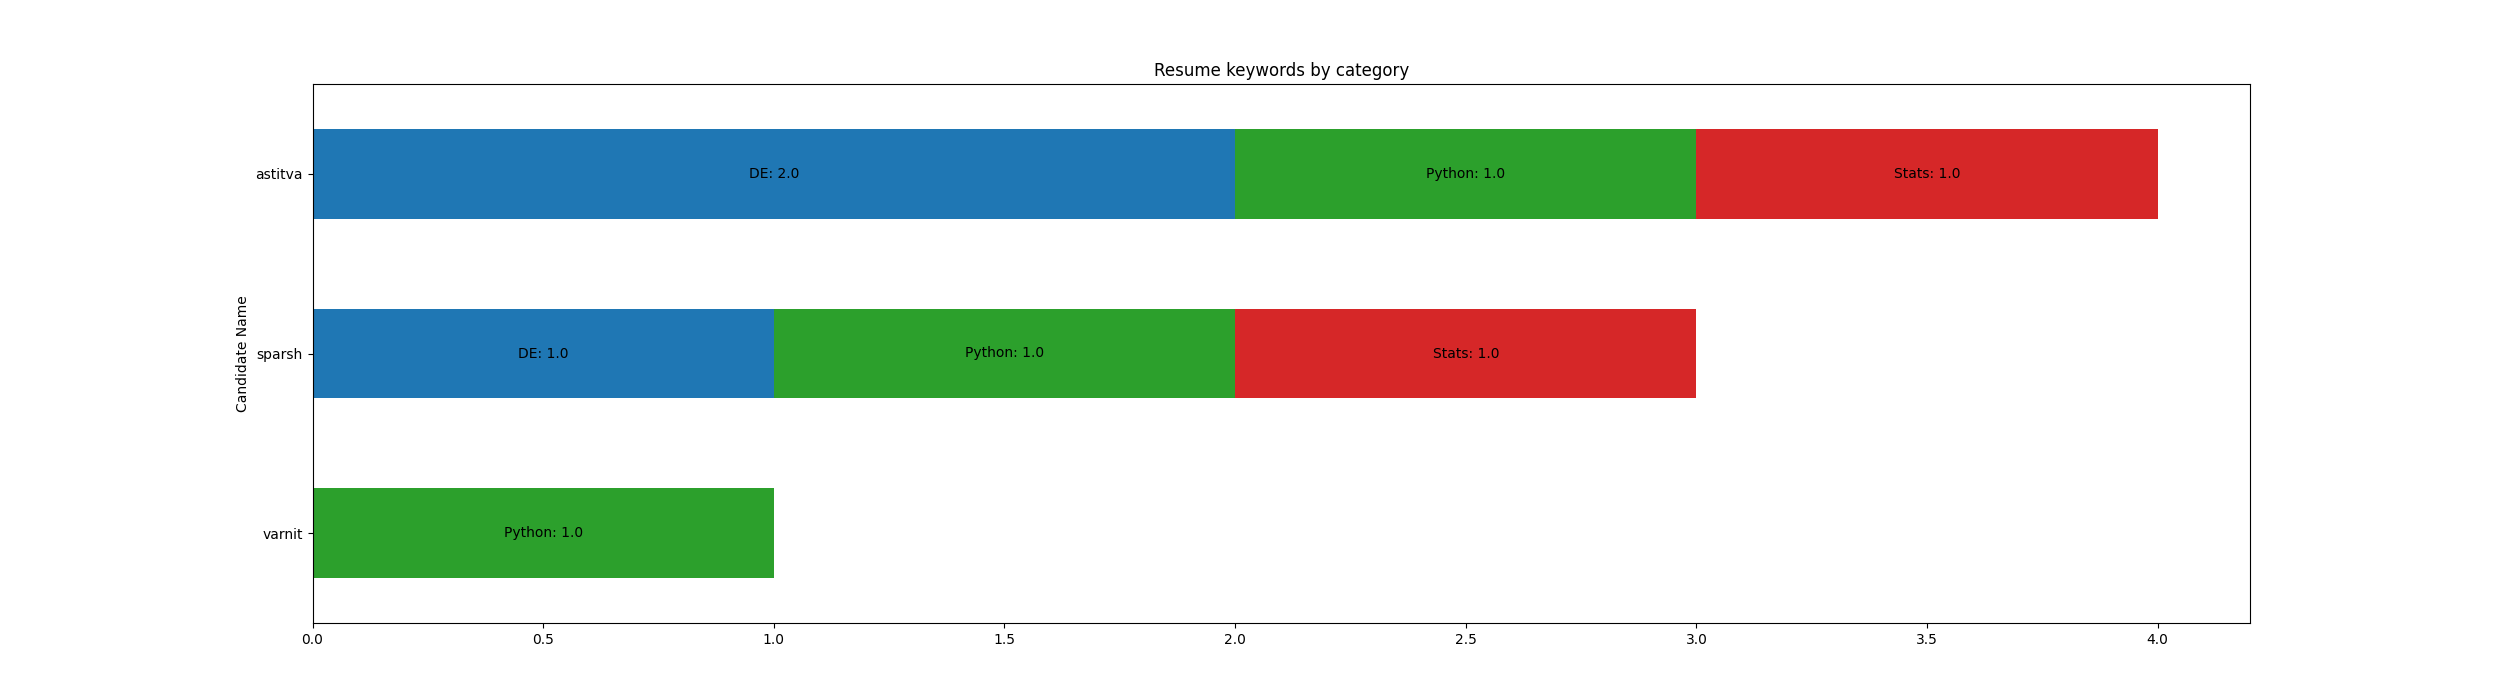 Resume keywords by category
Candidate Name
astitva
DE: 2.0
Python: 1.0
Stats: 1.0
sparsh
DE: 1.0
Python: 1.0
Stats: 1.0
varnit
Python: 1.0
0.0 0.5 1.0 1.5 2.0 2.5 3.0 3.5 4.0